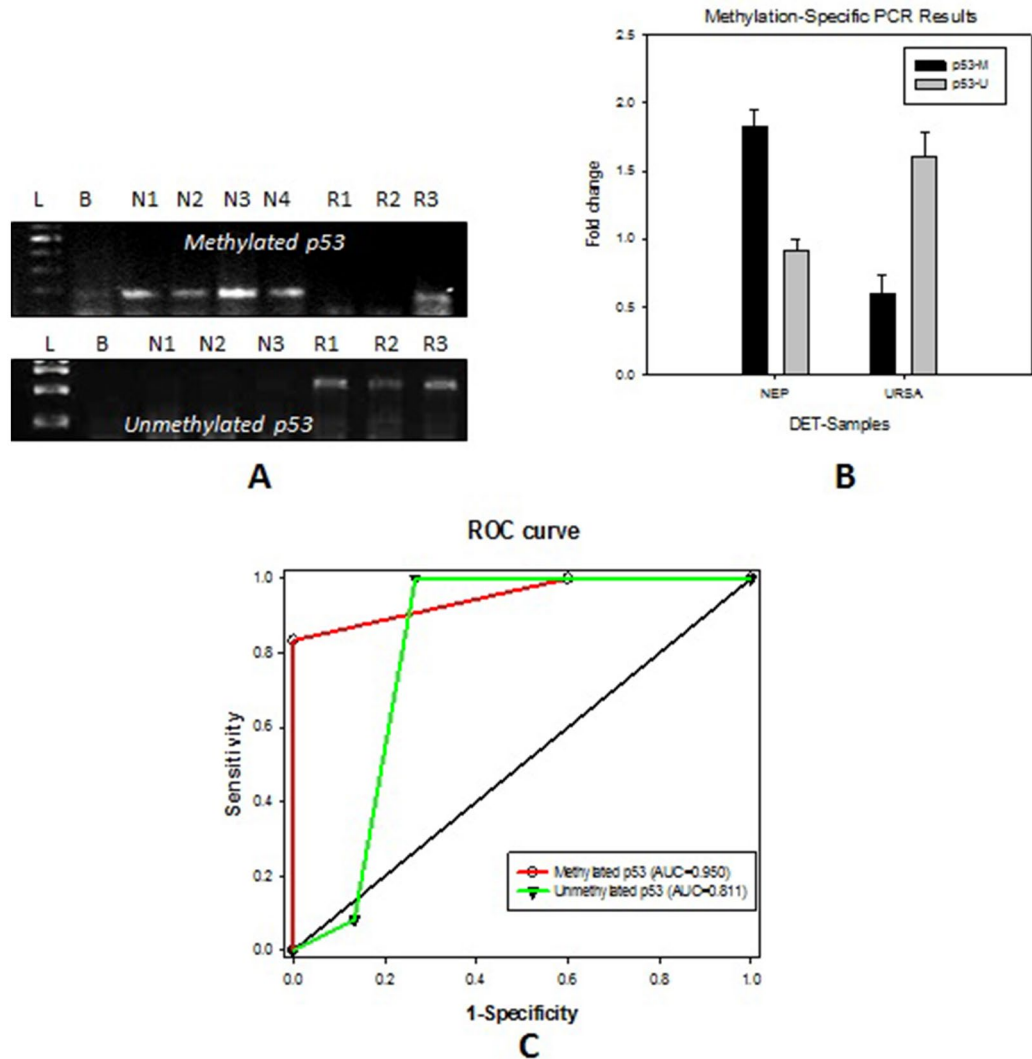 L B N1 N2 N3 N4 R1 R2 R3
Methylated p53
L B N1 N2 N3 R1 R2 R3
Unmethylated p53
A
Methylation-Specific PCR Results
p53-M
p53-U
2.5
2.0
1.5
1.0
0.5
0.0
Fold change
NEP URSA
DET-Samples
B
ROC curve
1.0
0.8
0.6
0.4
0.2
0.0
Sensitivity
Methylated p53 (AUC=0.950)
Unmethylated p53 (AUC=0.811)
0.0 0.2 0.4 0.6 0.8 1.0
1-Specificity
C